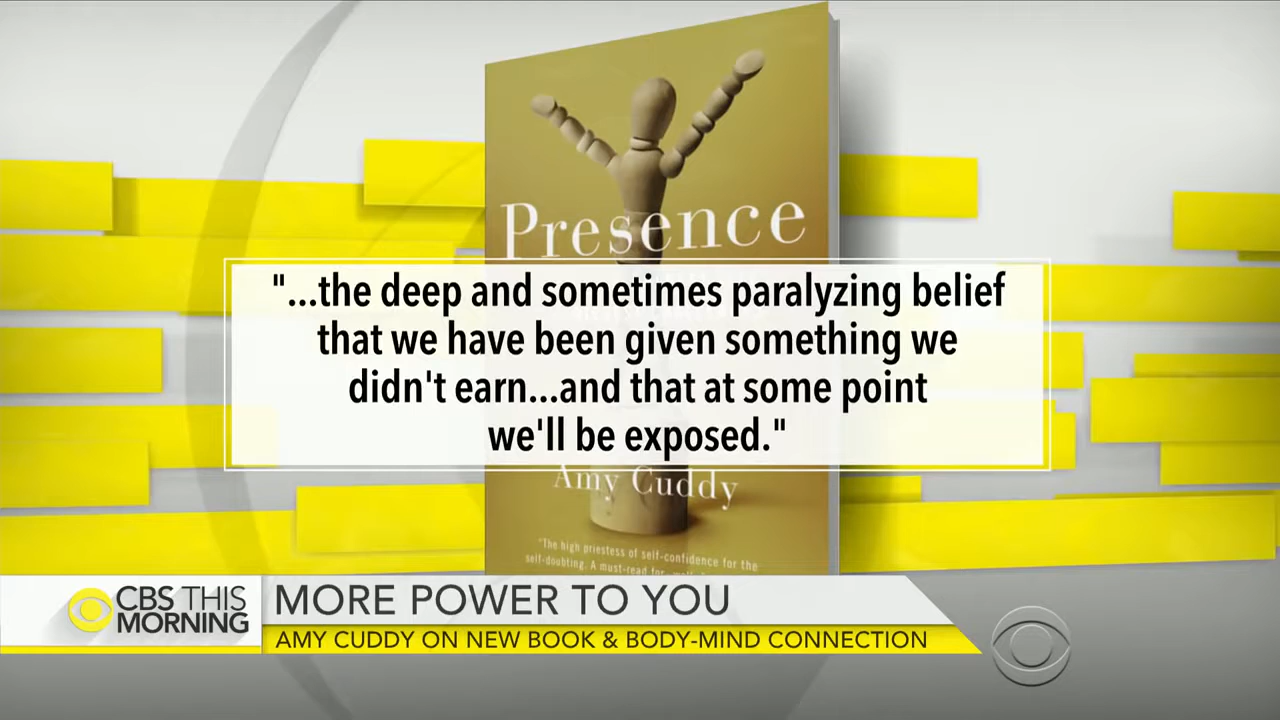 Presence
"...the deep and sometimes paralyzing belief
that we have been given something we
didn't earn...and that at some point
we'll be exposed."
Amy Cuddy
"The high priestess of self-confidence for the
self-doubting. A must-read for
CBS THIS
MORNING
MORE POWER TO YOU
AMY CUDDY ON NEW BOOK & BODY-MIND CONNECTION